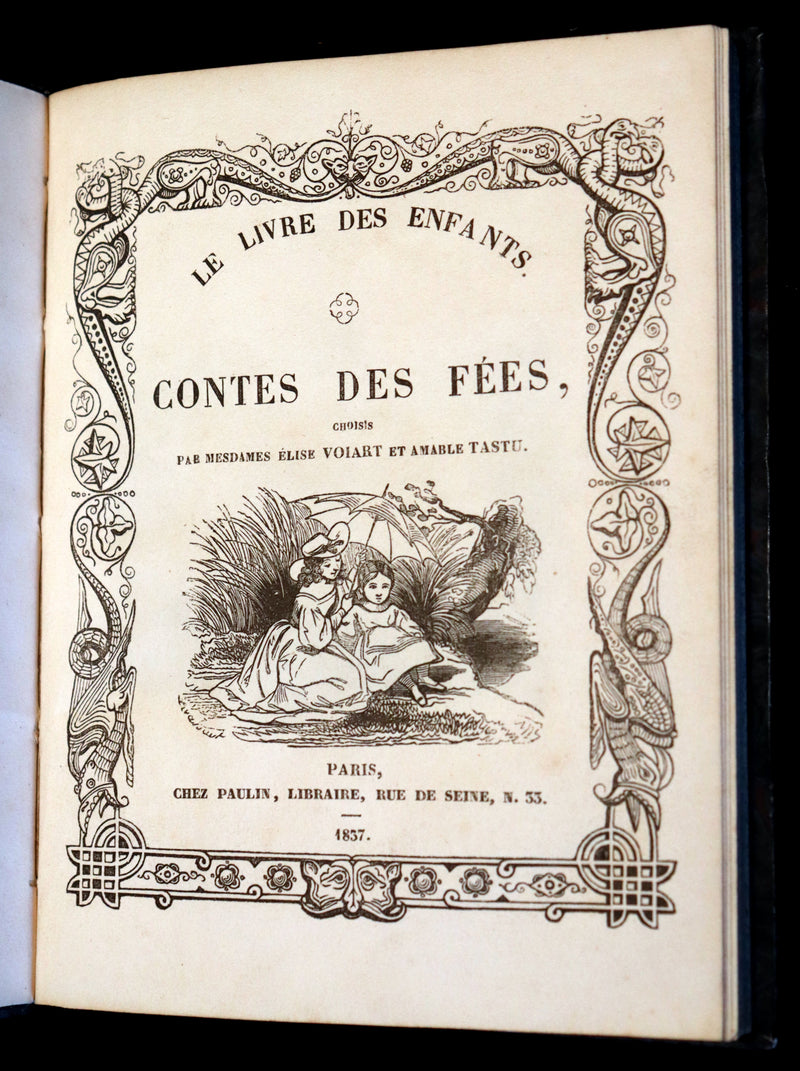 LE LIVRE DES ENFANTS.
CONTES DES FÉES,
CHOISIS
PAR MESDAMES ÉLISE VOIART ET AMABLE TASTU.
PARIS,
CHEZ PAULIN, LIBRAIRE, RUE DE SEINE, N. 33.
1837.